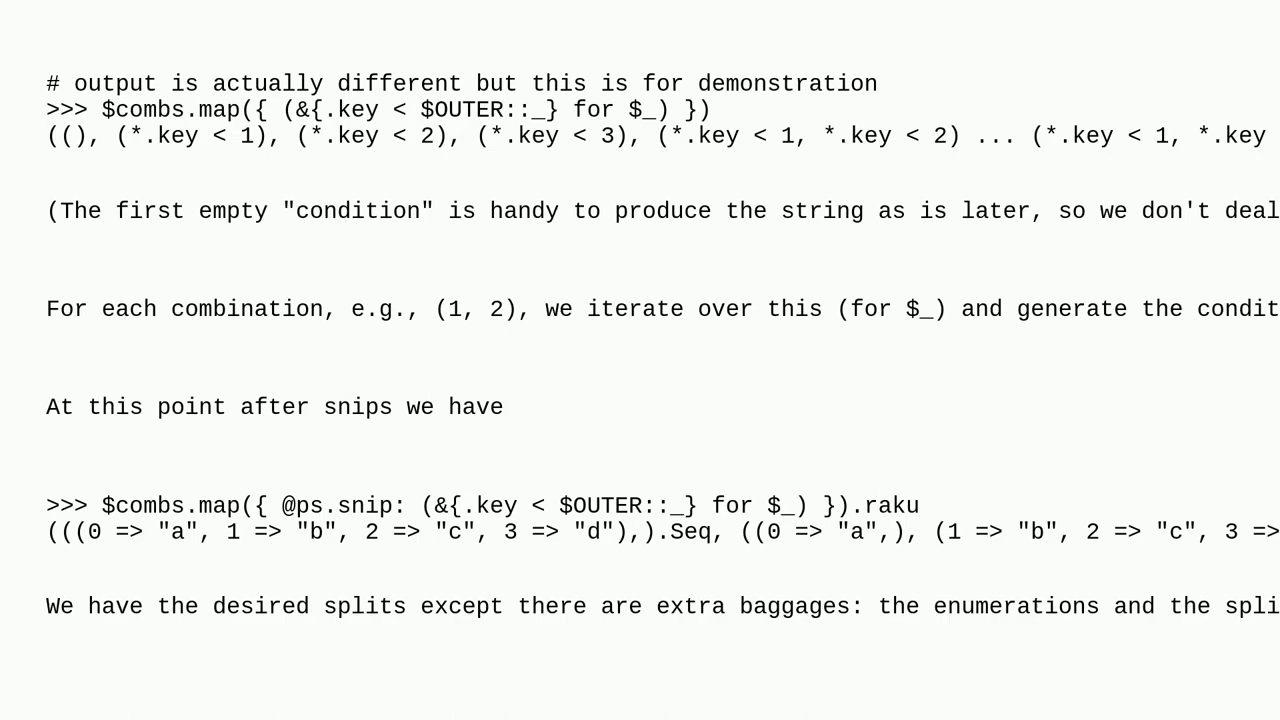 # output is actually different but this is for demonstration
>>> $combs.map({ (&{.key < $OUTER::_} for $_) })
((), (*.key < 1), (*.key < 2), (*.key < 3), (*.key < 1, *.key < 2) ... (*.key < 1, *.key
(The first empty "condition" is handy to produce the string as is later, so we don't deal
For each combination, e.g., (1, 2), we iterate over this (for $_) and generate the condit
At this point after snips we have
>>> $combs.map({ @ps.snip: (&{.key < $OUTER::_} for $_) }).raku
(((0 => "a", 1 => "b", 2 => "c", 3 => "d"),).Seq, ((0 => "a",), (1 => "b", 2 => "c", 3 =>
We have the desired splits except there are extra baggages: the enumerations and the spli